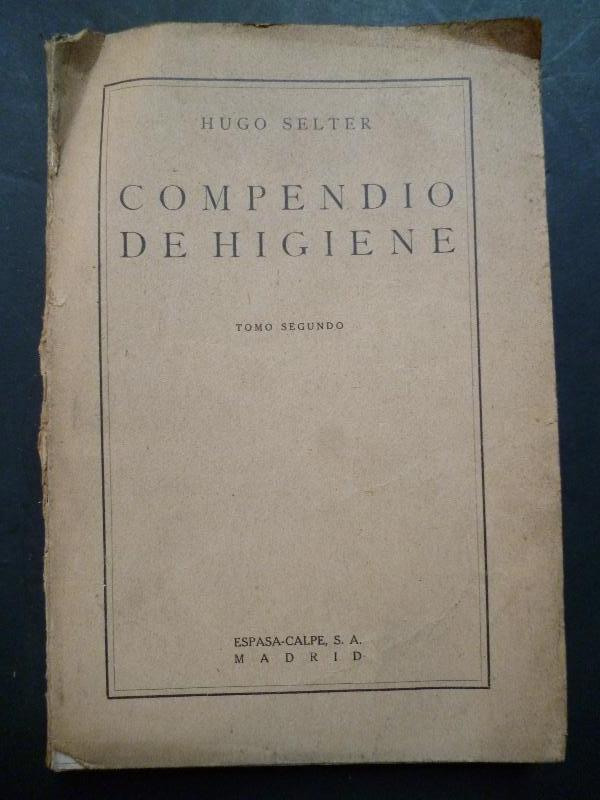 HUGO SELTER
COMPENDIO
DE HIGIENE
TOMO SEGUNDO
ESPASA-CALPE, S. A.
MADRID